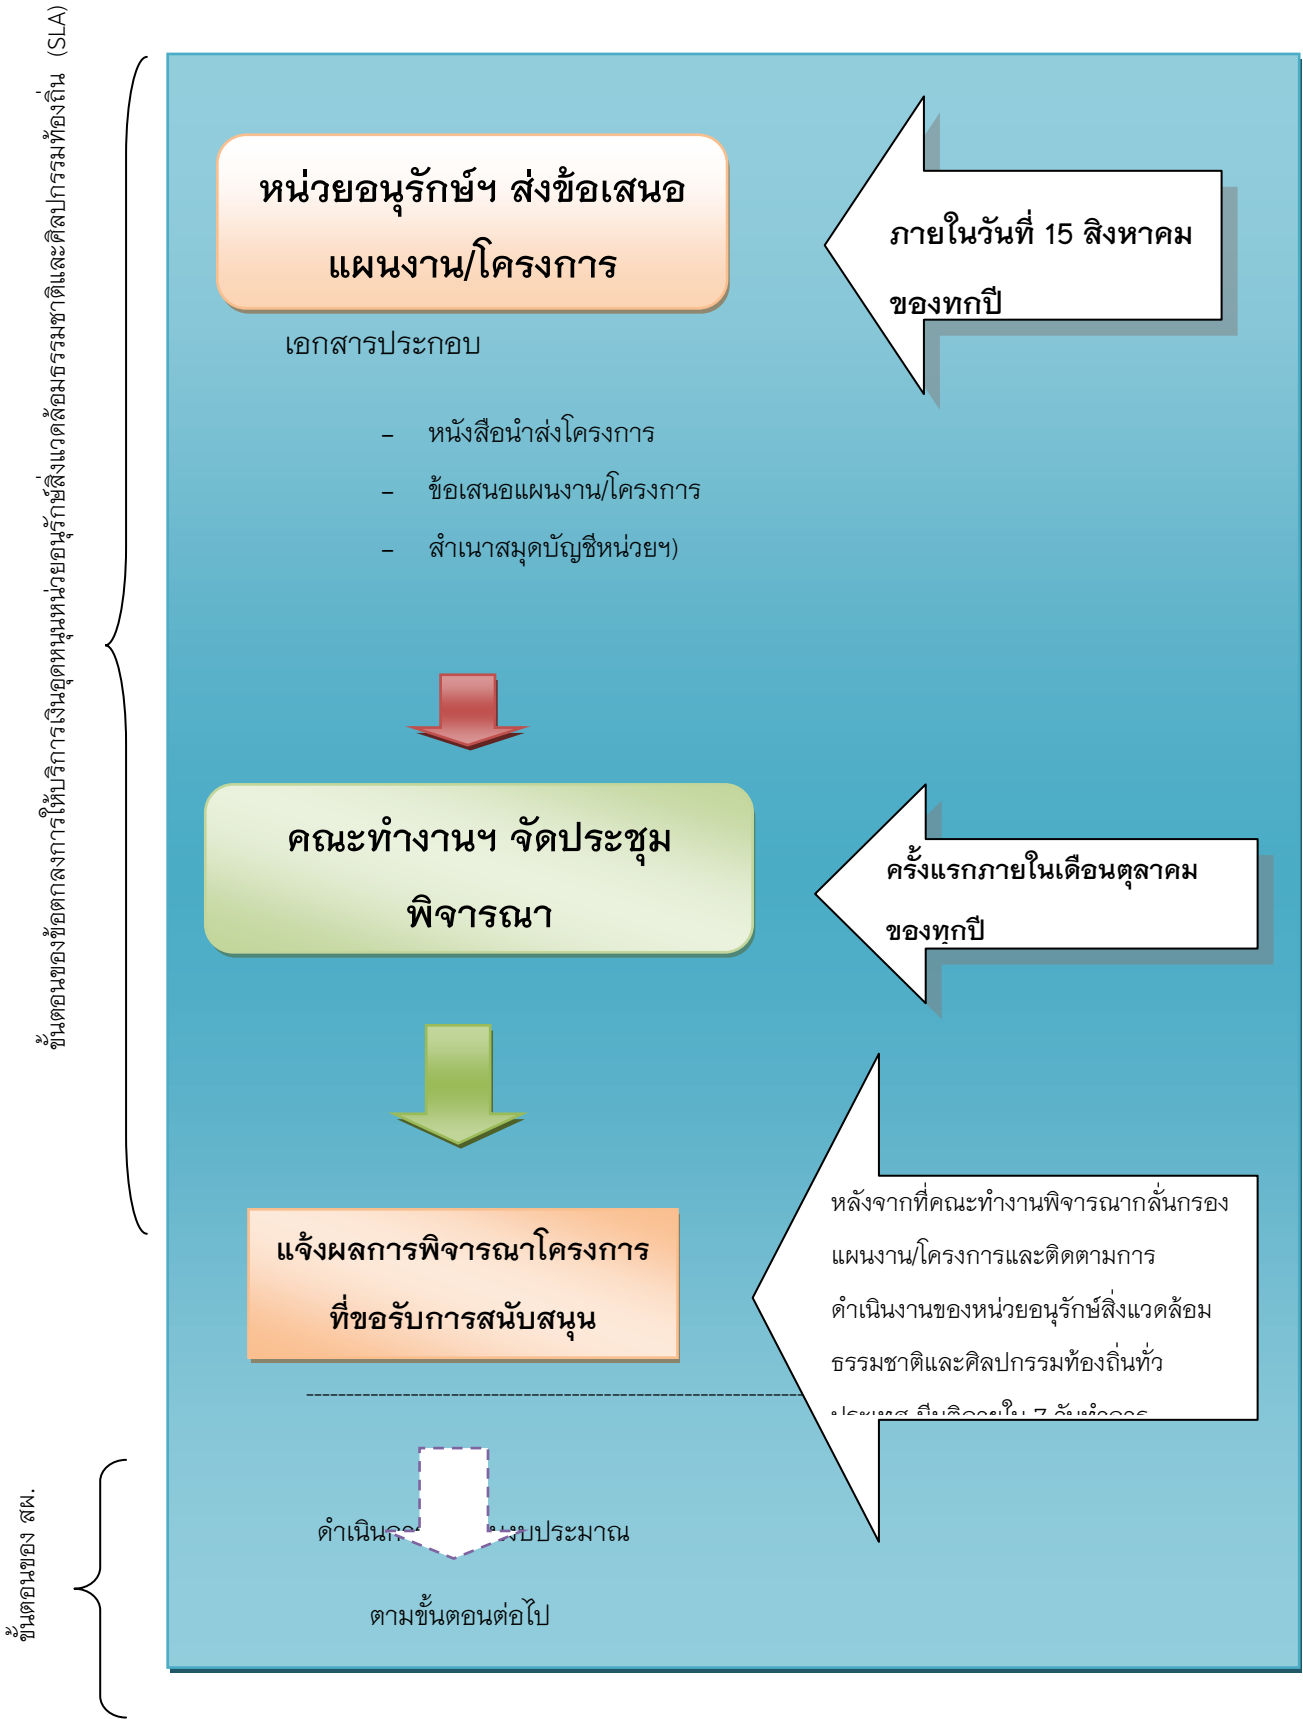 ขั้นตอนของข้อตกลงการให้บริการเงินอุดหนุนหน่วยอนุรักษ์สิ่งแวดล้อมธรรมชาติและศิลปกรรมท้องถิ่น (SLA)
หน่วยอนุรักษ์ฯ ส่งข้อเสนอ
แผนงาน/โครงการ
ภายในวันที่ 15 สิงหาคม
ของทุกปี
เอกสารประกอบ
- หนังสือนำส่งโครงการ
- ข้อเสนอแผนงาน/โครงการ
- สำเนาสมุดบัญชีหน่วยฯ)
คณะทำงานฯ จัดประชุม
พิจารณา
ครั้งแรกภายในเดือนตุลาคม
ของทุกปี
แจ้งผลการพิจารณาโครงการ
ที่ขอรับการสนับสนุน
หลังจากที่คณะทำงานพิจารณากลั่นกรอง
แผนงาน/โครงการและติดตามการ
ดำเนินงานของหน่วยอนุรักษ์สิ่งแวดล้อม
ธรรมชาติและศิลปกรรมท้องถิ่นทั่ว
ประเทศ มีมติภายใน 7 วันทำการ
ขั้นตอนของ สผ.
งบประมาณ
ตามขั้นตอนต่อไป